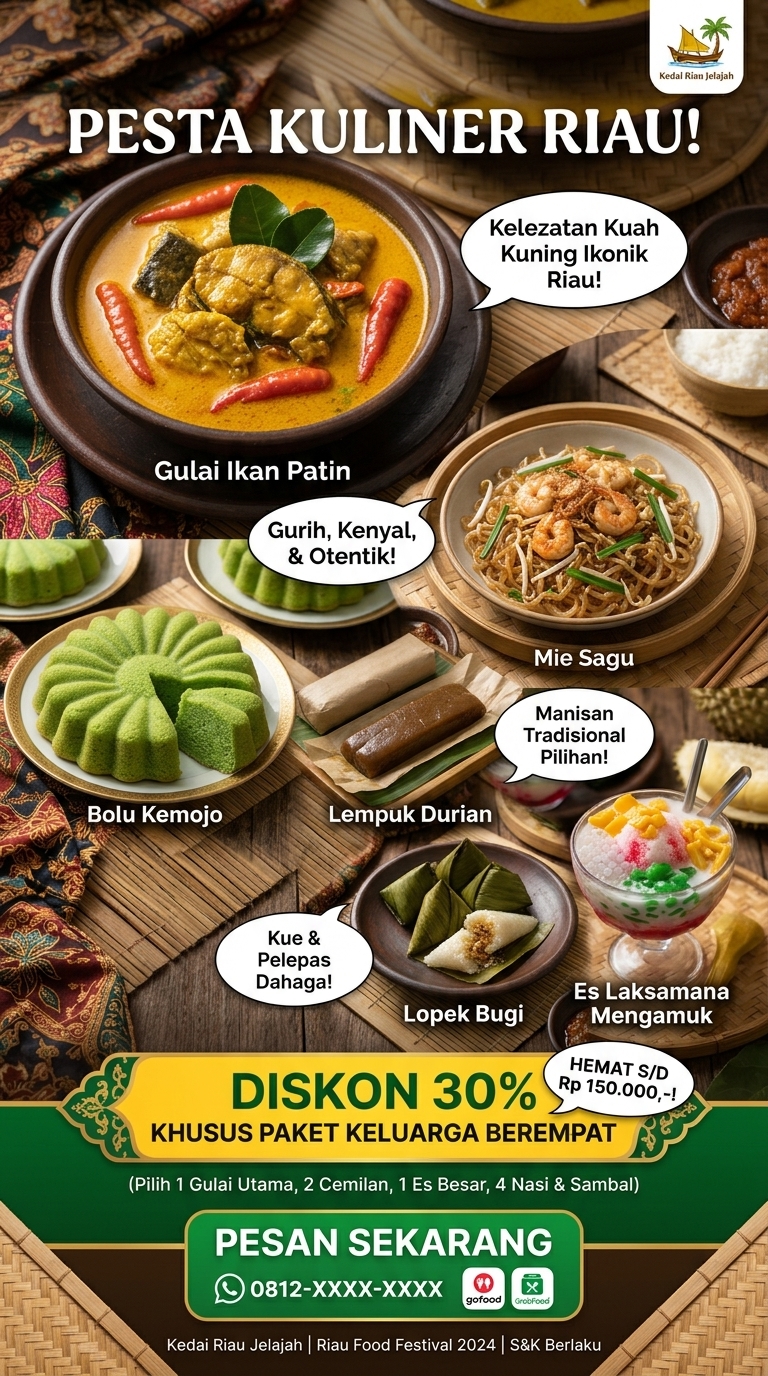 Kedai Riau Jelajah
PESTA KULINER RIAU!
Kelezatan Kuah
Kuning Ikonik
Riau!
Gulai Ikan Patin
Gurih, Kenyal,
& Otentik!
Mie Sagu
Manisan
Tradisional
Pilihan!
Bolu Kemojo
Lempuk Durian
Kue &
Pelepas
Dahaga!
Lopek Bugi
Es Laksamana
Mengamuk
DISKON 30%
HEMAT S/D
Rp 150.000,-!
KHUSUS PAKET KELUARGA BEREMPAT
(Pilih 1 Gulai Utama, 2 Cemilan, 1 Es Besar, 4 Nasi & Sambal)
PESAN SEKARANG
0812-XXXX-XXXX
gofood
GrabFood
Kedai Riau Jelajah | Riau Food Festival 2024 | S&K Berlaku